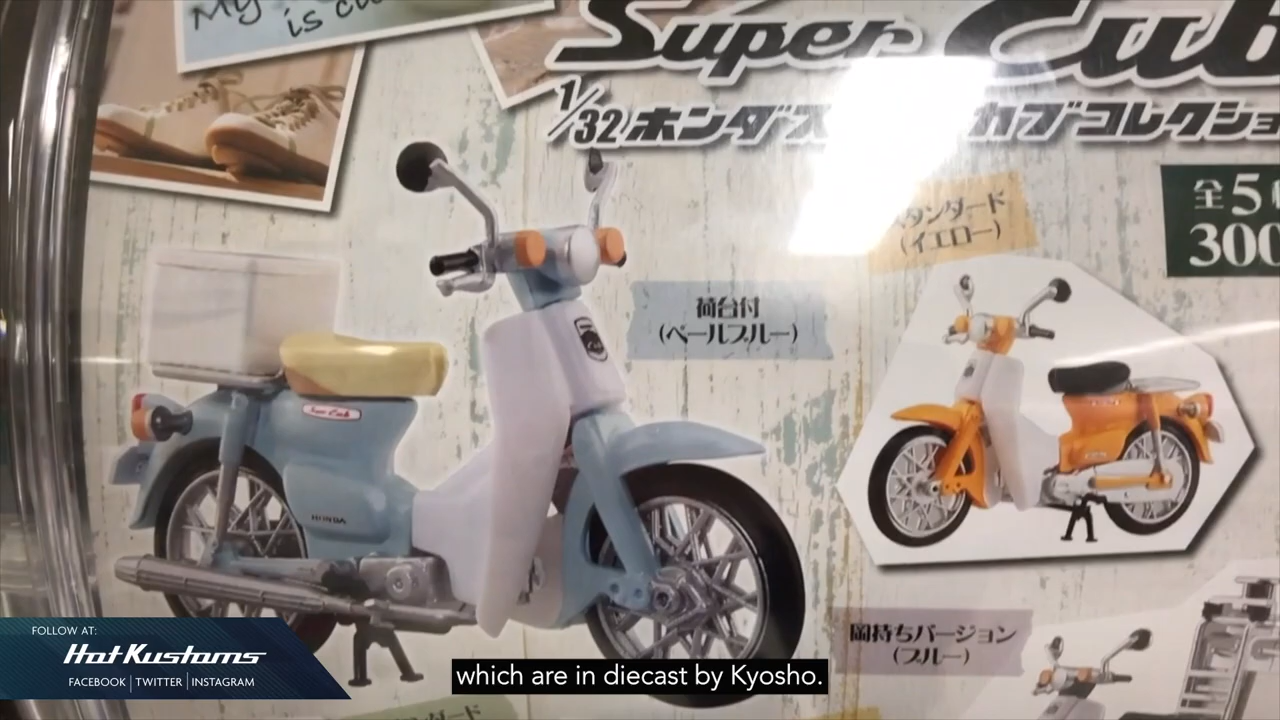 My
is cu
Super Cub
1/32 ホンダス カブコレクショ
スタンダード
(イエロー)
全5
300
荷台付
(ペールブルー)
Super Cub
HONDA
岡持ちバージョン
(ブルー)
FOLLOW AT:
Hot Kustoms
FACEBOOK | TWITTER | INSTAGRAM
which are in diecast by Kyosho.